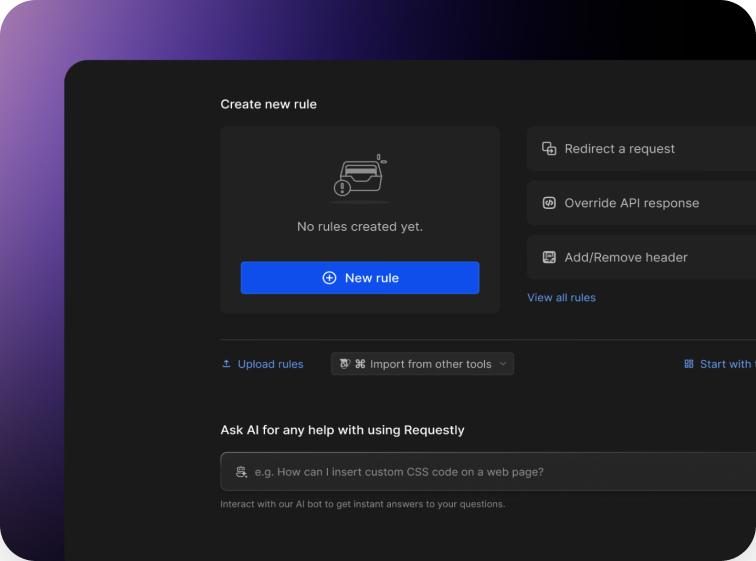 Create new rule
No rules created yet.
New rule
Redirect a request
Override API response
Add/Remove header
View all rules
Upload rules
Import from other tools
Start with
Ask AI for any help with using Requestly
e.g. How can I insert custom CSS code on a web page?
Interact with our AI bot to get instant answers to your questions.